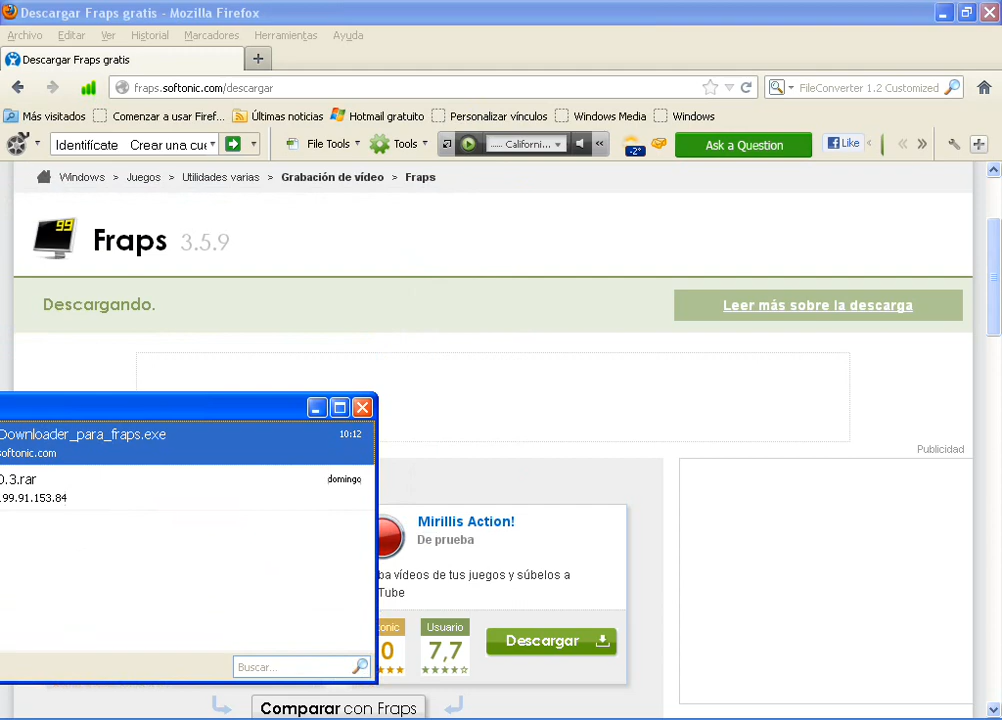 Descargar Fraps gratis - Mozilla Firefox
Archivo Editar Ver Historial Marcadores Herramientas Ayuda
Descargar Fraps gratis
fraps.softonic.com/descargar
FileConverter 1.2 Customized
Más visitados Comenzar a usar Firef... Últimas noticias Hotmail gratuito Personalizar vínculos Windows Media Windows
Identifícate Crear una cue File Tools Tools ..... Californi... -2° Ask a Question Like
Windows > Juegos > Utilidades varias > Grabación de vídeo > Fraps
99
Fraps 3.5.9
Descargando.
Leer más sobre la descarga
Downloader_para_fraps.exe 10:12
softonic.com
0.3.rar domingo
199.91.153.84
Publicidad
Mirillis Action!
De prueba
ba vídeos de tus juegos y súbelos a
Tube
onic Usuario
0 7,7
Descargar
Buscar...
Comparar con Fraps